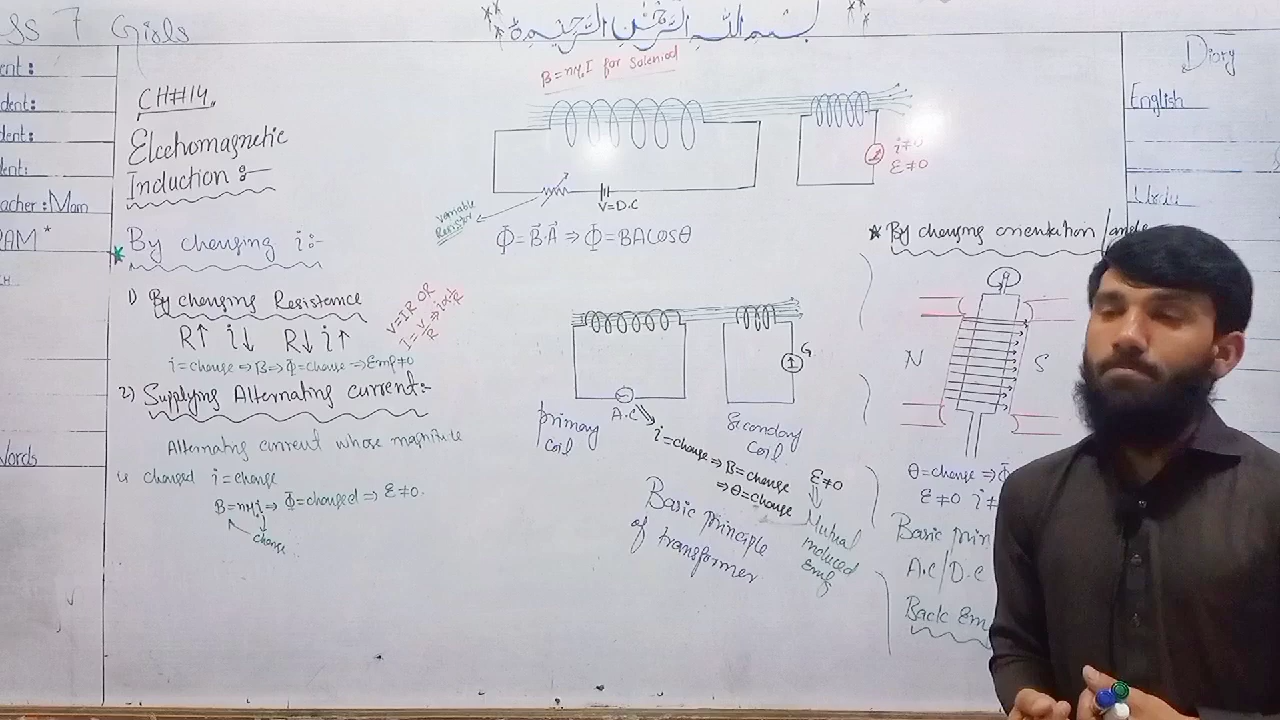 ss 7 Girls
** بسم الله الرحمن الرحيم **
ent:
dent:
dent:
dent:
acher: Mam
RAM*
Words
CH#14.
Electromagnetic
Induction :-
* By changing i:-
1) By changing Resistance
R↑ i↓ R↓ i↑
V=IR OR
I=V/R ⇒ i∝1/R
i=change ⇒ B ⇒ Φ=change ⇒ Emf≠0
2) Supplying Alternating current:-
Alternating current whose magnitude
is changed i=change
B=nμ₀i ⇒ Φ=changed ⇒ ε≠0.
change
B=nμ₀I for Solenoid
i≠0
ε≠0
Variable
Resistor
V=D.C
Φ=B⃗.A⃗ ⇒ Φ=BAcosθ
G
A.C
primary
coil
Secondary
coil
i=change ⇒ B=change
⇒ Φ=change
ε≠0
⇓
Mutual
induced
emf
Basic principle
of transformer
* By changing orientation/
N S
θ=change ⇒ Φ
ε≠0 i≠
Basic prin
A.C/D.C
Back Em
Diary
English
Urdu